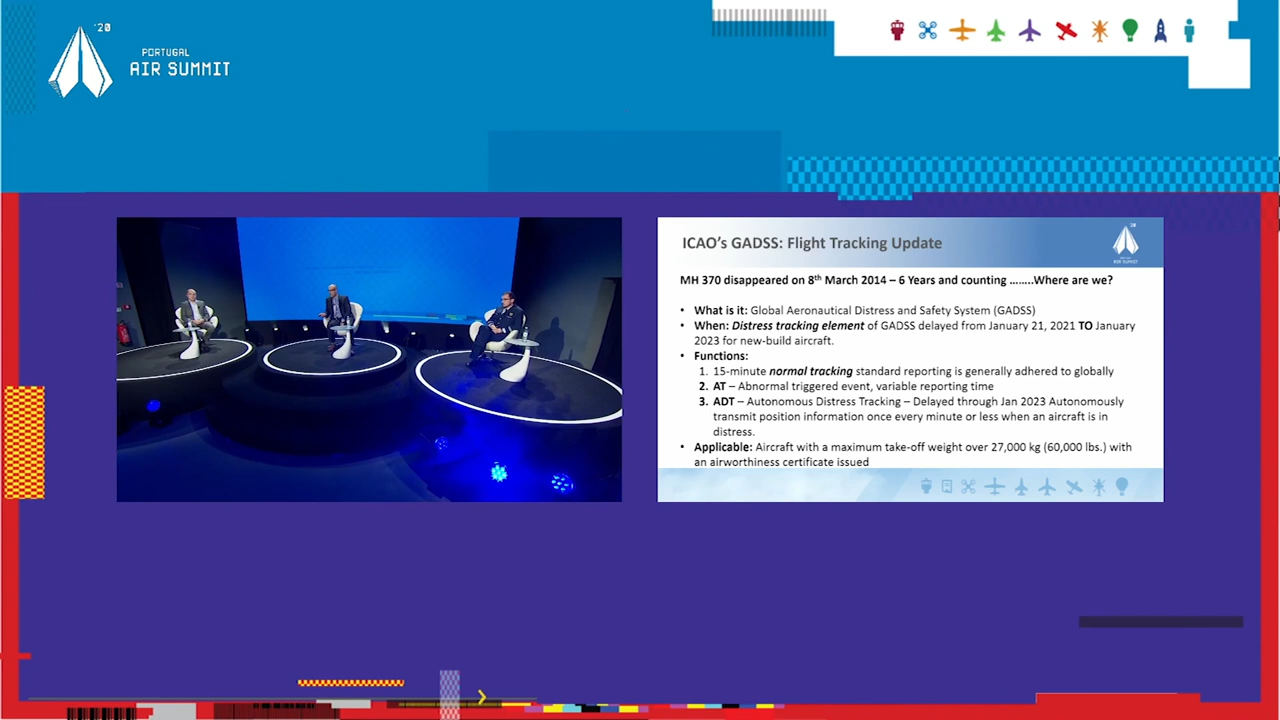 '20
PORTUGAL
AIR SUMMIT
ICAO's GADSS: Flight Tracking Update
MH 370 disappeared on 8th March 2014 – 6 Years and counting ........Where are we?
• What is it: Global Aeronautical Distress and Safety System (GADSS)
• When: Distress tracking element of GADSS delayed from January 21, 2021 TO January
2023 for new-build aircraft.
• Functions:
1. 15-minute normal tracking standard reporting is generally adhered to globally
2. AT – Abnormal triggered event, variable reporting time
3. ADT – Autonomous Distress Tracking – Delayed through Jan 2023 Autonomously
transmit position information once every minute or less when an aircraft is in
distress.
• Applicable: Aircraft with a maximum take-off weight over 27,000 kg (60,000 lbs.) with
an airworthiness certificate issued